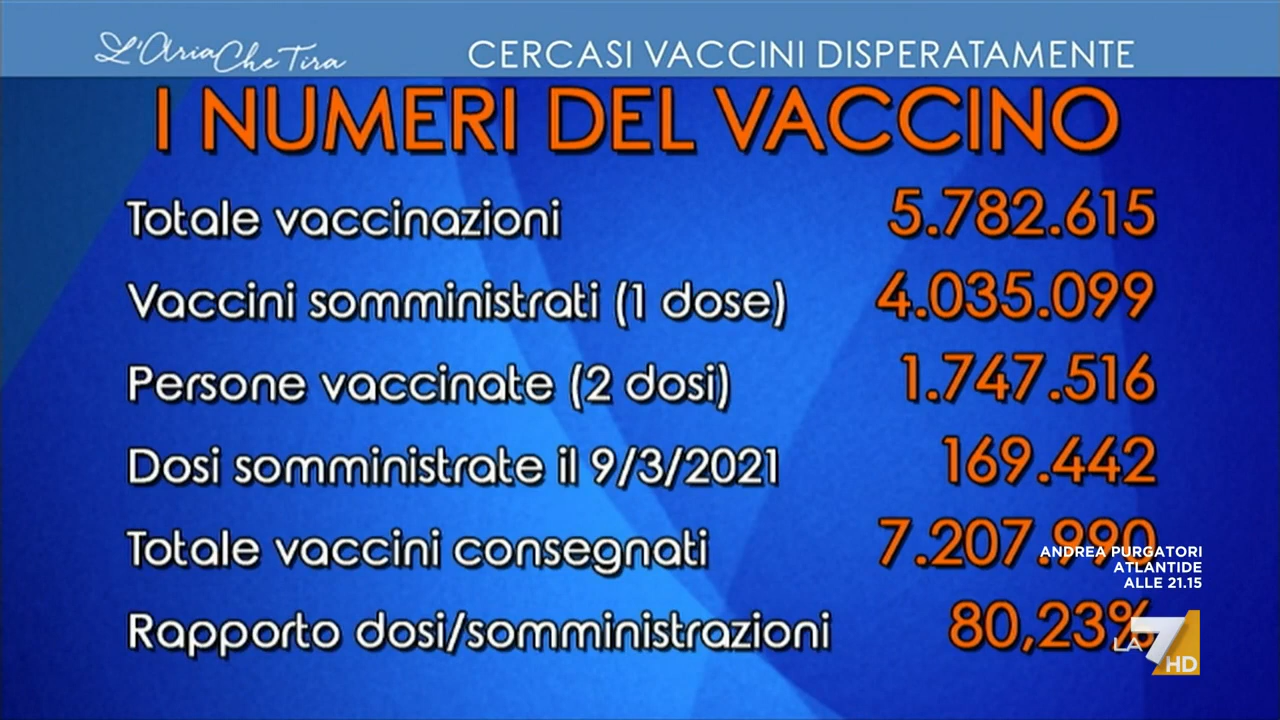 L'Aria Che Tira
CERCASI VACCINI DISPERATAMENTE
I NUMERI DEL VACCINO
Totale vaccinazioni 5.782.615
Vaccini somministrati (1 dose) 4.035.099
Persone vaccinate (2 dosi) 1.747.516
Dosi somministrate il 9/3/2021 169.442
Totale vaccini consegnati 7.207.990
ANDREA PURGATORI
ATLANTIDE
ALLE 21.15
Rapporto dosi/somministrazioni 80,23%
LA 7 HD